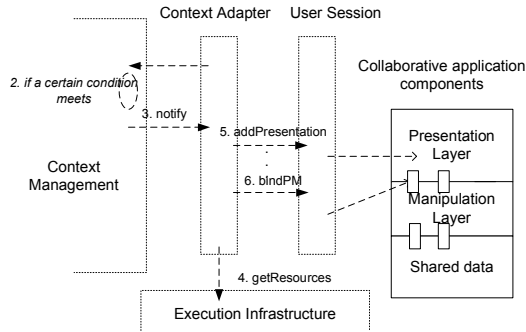 Context Adapter
User Session
Collaborative application
components
2. if a certain condition
meets
3. notify
5. addPresentation
.
.
6. bIndPM
Context
Management
Presentation
Layer
Manipulation
Layer
Shared data
4. getResources
Execution Infrastructure